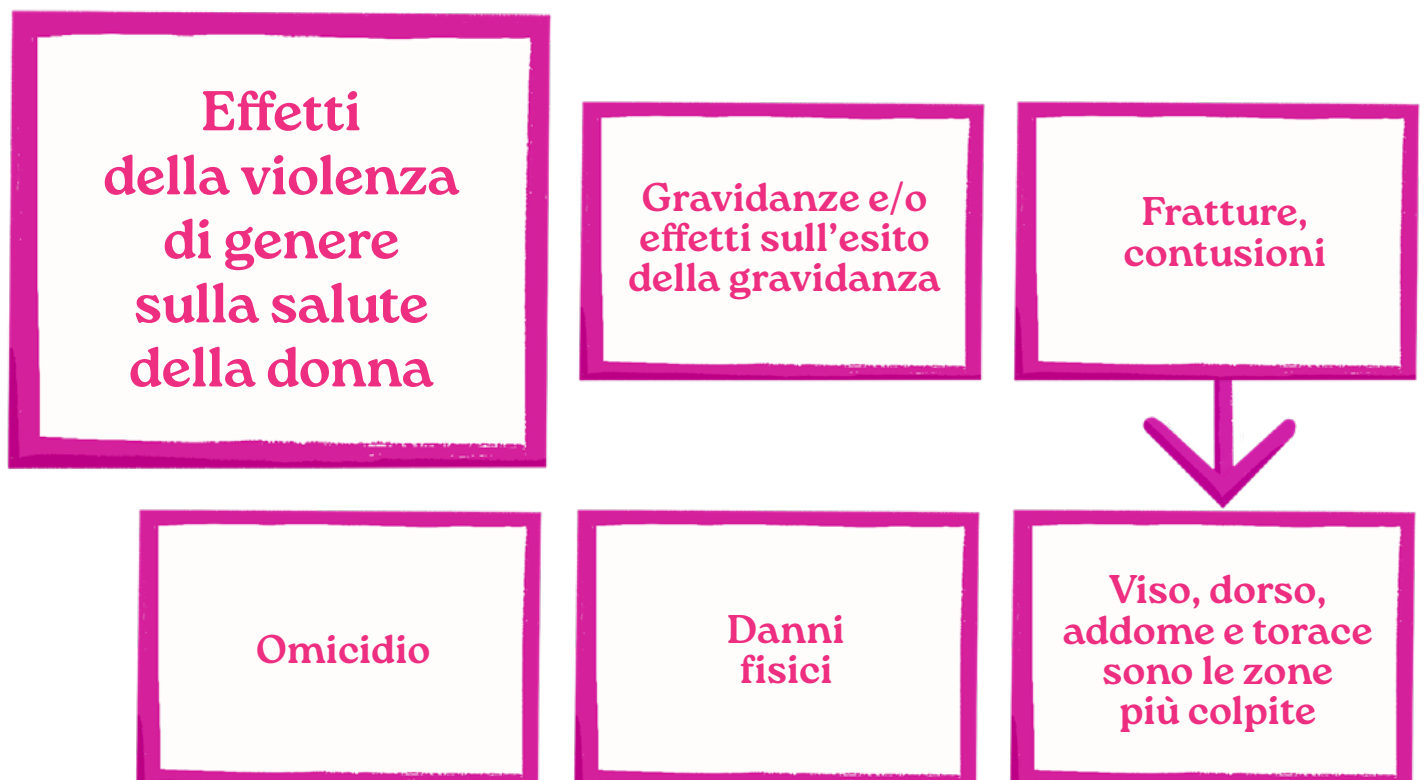 Effetti
della violenza
di genere
sulla salute
della donna
Gravidanze e/o
effetti sull’esito
della gravidanza
Fratture,
contusioni
Omicidio
Danni
fisici
Viso, dorso,
addome e torace
sono le zone
più colpite